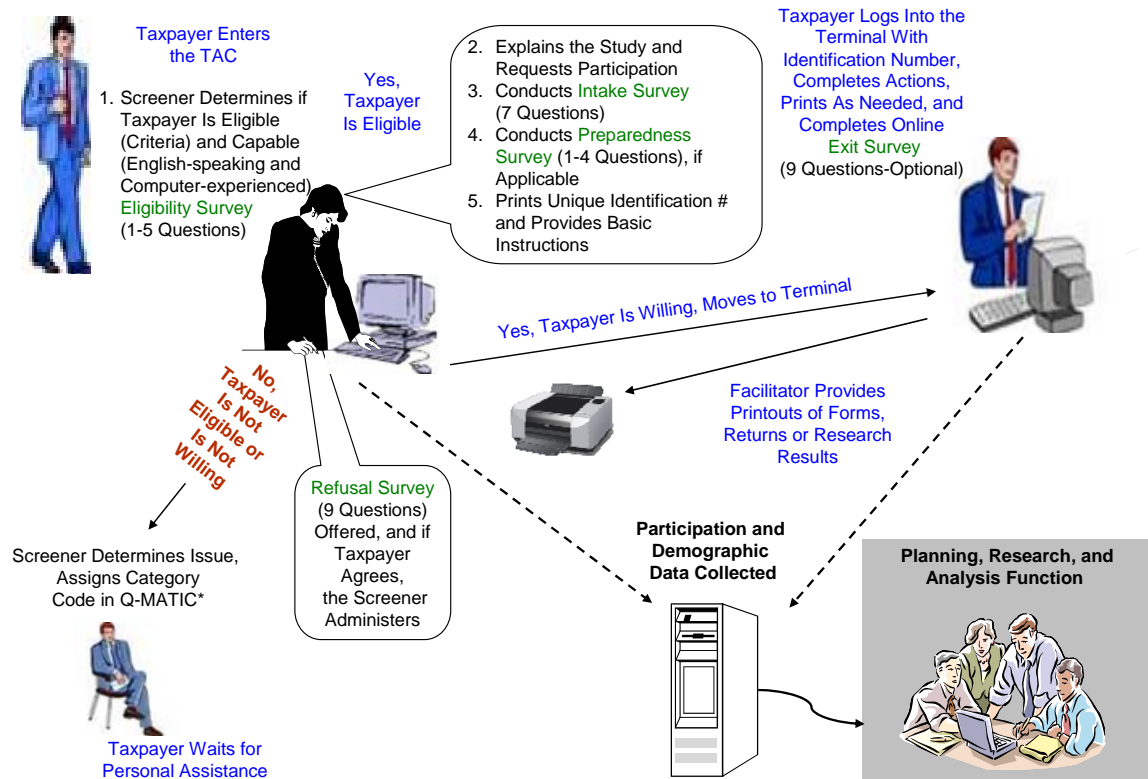 Taxpayer Enters
the TAC
1. Screener Determines if
Taxpayer Is Eligible
(Criteria) and Capable
(English-speaking and
Computer-experienced)
Eligibility Survey
(1-5 Questions)
Yes,
Taxpayer
Is Eligible
2. Explains the Study and
Requests Participation
3. Conducts Intake Survey
(7 Questions)
4. Conducts Preparedness
Survey (1-4 Questions), if
Applicable
5. Prints Unique Identification #
and Provides Basic
Instructions
Taxpayer Logs Into the
Terminal With
Identification Number,
Completes Actions,
Prints As Needed, and
Completes Online
Exit Survey
(9 Questions-Optional)
Yes, Taxpayer Is Willing, Moves to Terminal
No,
Taxpayer
Is Not
Eligible or
Is Not
Willing
Facilitator Provides
Printouts of Forms,
Returns or Research
Results
Refusal Survey
(9 Questions)
Offered, and if
Taxpayer
Agrees,
the Screener
Administers
Screener Determines Issue,
Assigns Category
Code in Q-MATIC*
Taxpayer Waits for
Personal Assistance
Participation and
Demographic
Data Collected
Planning, Research, and
Analysis Function